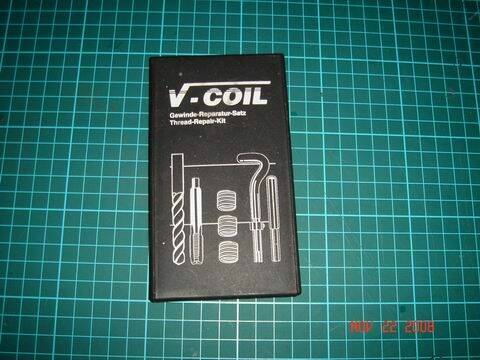 V-COIL
Gewinde-Reparatur-Satz
Thread-Repair-Kit
NOV 22 2008